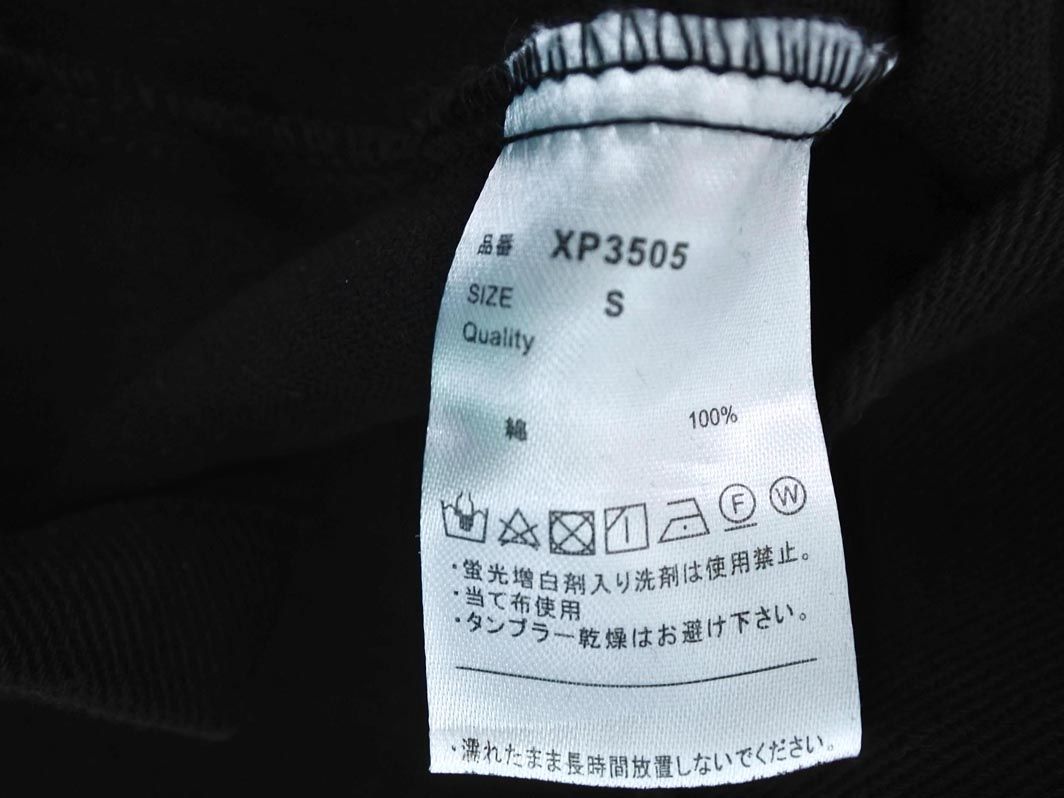 品番 XP3505
SIZE S
Quality
綿 100%
F W
・蛍光増白剤入り洗剤は使用禁止。
・当て布使用
・タンブラー乾燥はお避け下さい。
・濡れたまま長時間放置しないでください。